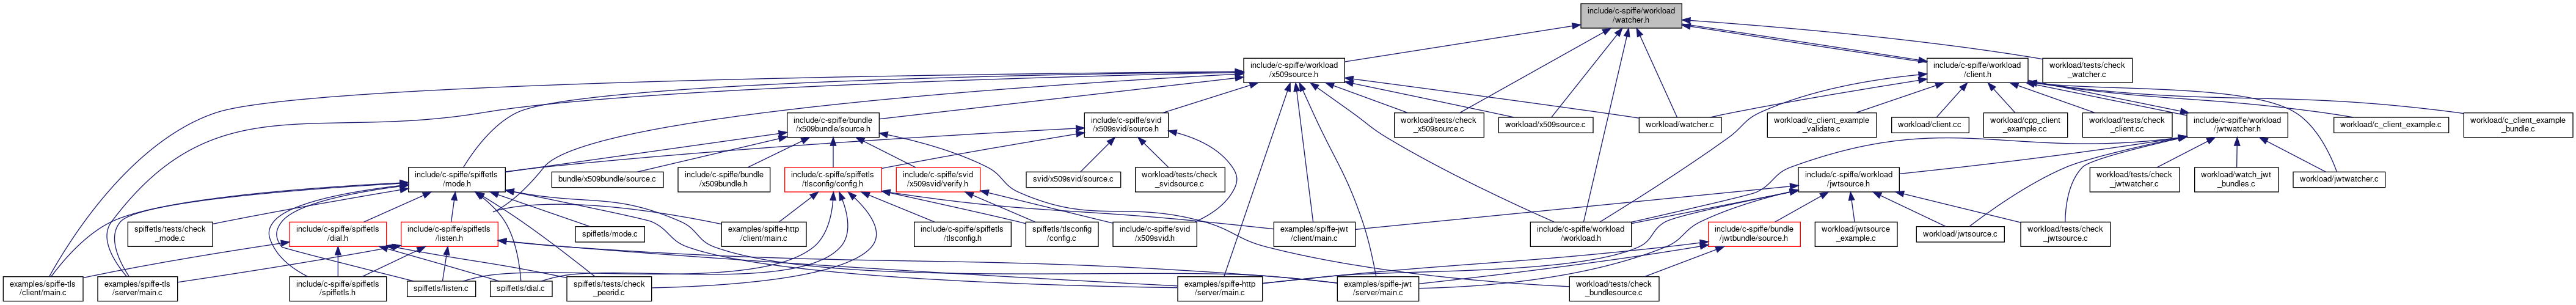 include/c-spiffe/workload
/watcher.h
include/c-spiffe/workload
/x509source.h
include/c-spiffe/workload
/client.h
workload/tests/check
_watcher.c
include/c-spiffe/bundle
/x509bundle/source.h
include/c-spiffe/svid
/x509svid/source.h
workload/tests/check
_x509source.c
workload/x509source.c
workload/watcher.c
workload/c_client_example
_validate.c
workload/client.cc
workload/cpp_client
_example.cc
workload/tests/check
_client.cc
include/c-spiffe/workload
/jwtwatcher.h
workload/c_client_example.c
workload/c_client_example
_bundle.c
include/c-spiffe/spiffetls
/mode.h
bundle/x509bundle/source.c
include/c-spiffe/bundle
/x509bundle.h
include/c-spiffe/spiffetls
/tlsconfig/config.h
include/c-spiffe/svid
/x509svid/verify.h
svid/x509svid/source.c
workload/tests/check
_svidsource.c
include/c-spiffe/workload
/jwtsource.h
workload/tests/check
_jwtwatcher.c
workload/watch_jwt
_bundles.c
workload/jwtwatcher.c
spiffetls/tests/check
_mode.c
include/c-spiffe/spiffetls
/dial.h
include/c-spiffe/spiffetls
/listen.h
spiffetls/mode.c
examples/spiffe-http
/client/main.c
include/c-spiffe/spiffetls
/tlsconfig.h
spiffetls/tlsconfig
/config.c
include/c-spiffe/svid
/x509svid.h
examples/spiffe-jwt
/client/main.c
include/c-spiffe/workload
/workload.h
include/c-spiffe/bundle
/jwtbundle/source.h
workload/jwtsource
_example.c
workload/jwtsource.c
workload/tests/check
_jwtsource.c
examples/spiffe-tls
/client/main.c
examples/spiffe-tls
/server/main.c
include/c-spiffe/spiffetls
/spiffetls.h
spiffetls/listen.c
spiffetls/dial.c
spiffetls/tests/check
_peerid.c
examples/spiffe-http
/server/main.c
examples/spiffe-jwt
/server/main.c
workload/tests/check
_bundlesource.c